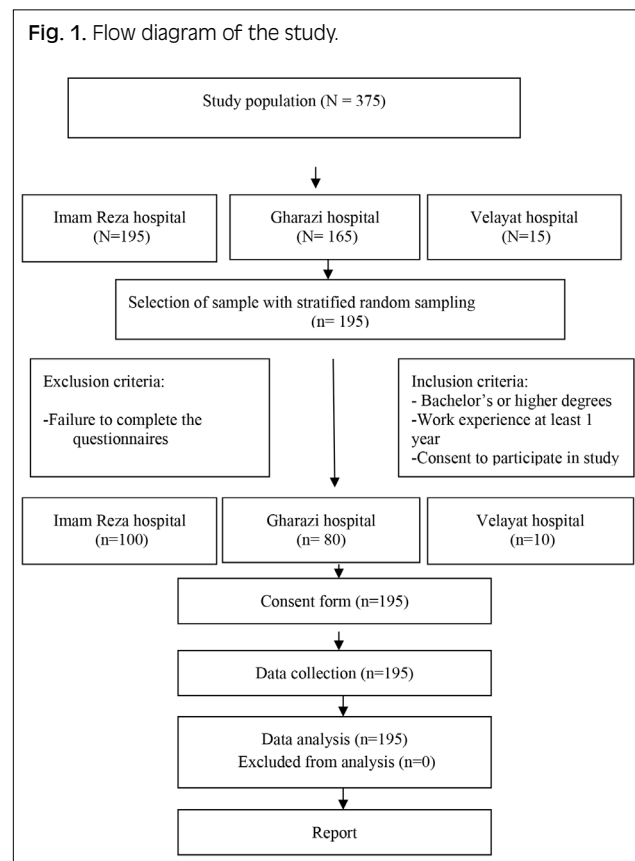 Fig. 1. Flow diagram of the study.
Study population (N = 375)
Imam Reza hospital
(N=195)
Gharazi hospital
(N= 165)
Velayat hospital
(N=15)
Selection of sample with stratified random sampling
(n= 195)
Exclusion criteria:
-Failure to complete the
questionnaires
Inclusion criteria:
- Bachelor's or higher degrees
-Work experience at least 1
year
-Consent to participate in study
Imam Reza hospital
(n=100)
Gharazi hospital
(n= 80)
Velayat hospital
(n=10)
Consent form (n=195)
Data collection (n=195)
Data analysis (n=195)
Excluded from analysis (n=0)
Report